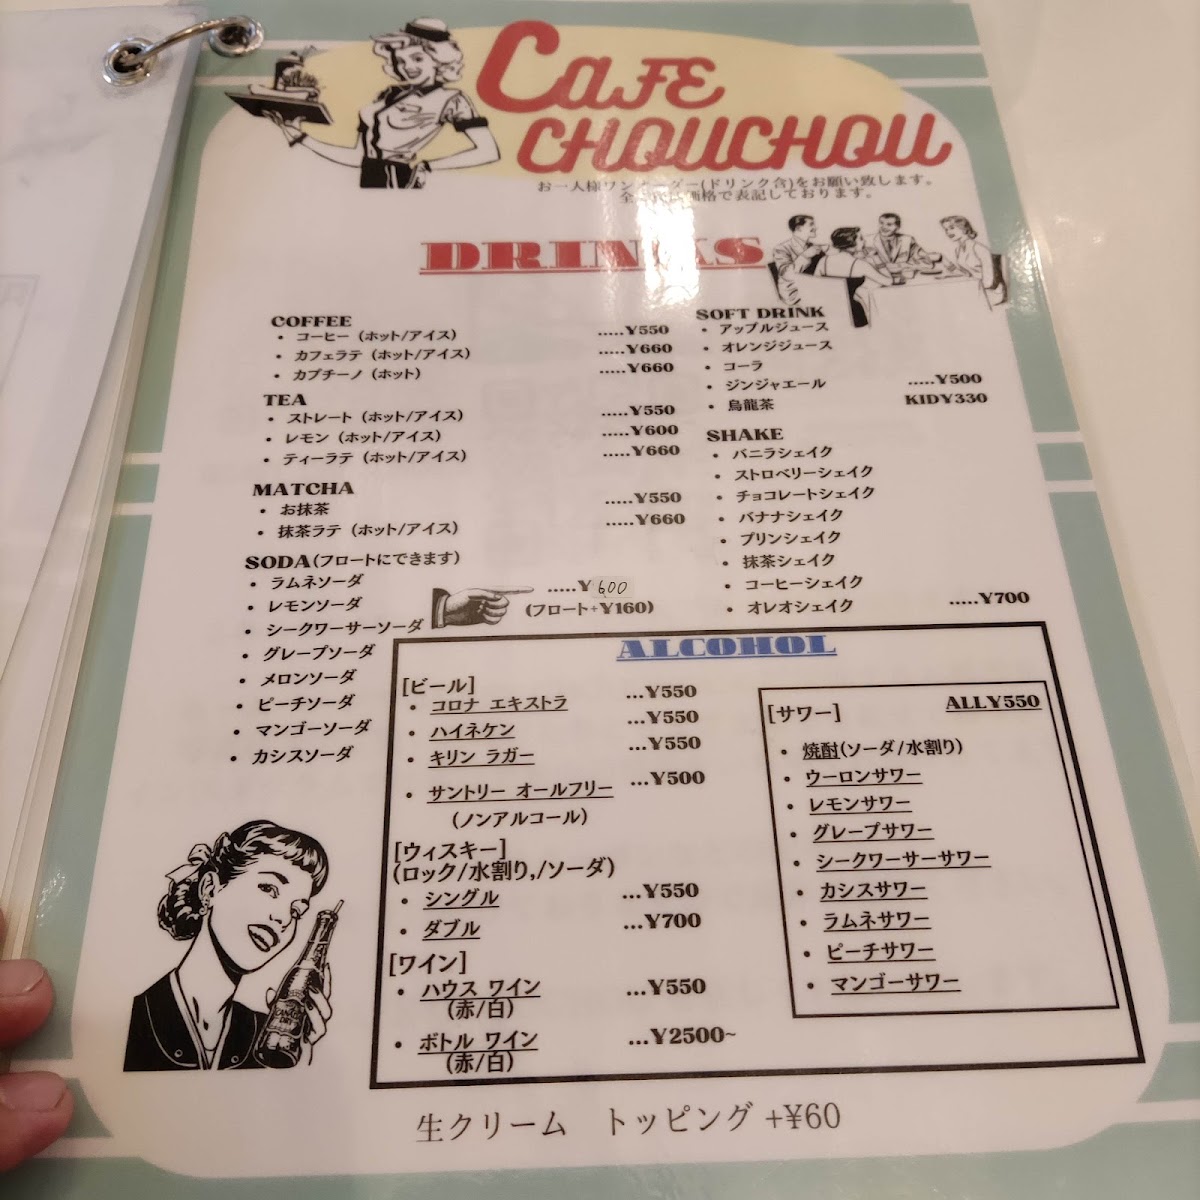 CAFE
CHOUCHOU
お一人様ワンオーダー(ドリンク含)をお願い致します。
価格で表記しております。
DRINKS
COFFEE
• コーヒー (ホット/アイス) .....¥550
• カフェラテ (ホット/アイス) .....¥660
• カプチーノ (ホット) .....¥660
TEA
• ストレート (ホット/アイス) .....¥550
• レモン (ホット/アイス) .....¥600
• ティーラテ (ホット/アイス) .....¥660
MATCHA
• お抹茶 .....¥550
• 抹茶ラテ (ホット/アイス) .....¥660
SODA(フロートにできます)
• ラムネソーダ .....¥600
• レモンソーダ (フロート+¥160)
• シークワーサーソーダ
• グレープソーダ
• メロンソーダ
• ピーチソーダ
• マンゴーソーダ
• カシスソーダ
SOFT DRINK
• アップルジュース
• オレンジジュース
• コーラ
• ジンジャエール .....¥500
• 烏龍茶 KID¥330
SHAKE
• バニラシェイク
• ストロベリーシェイク
• チョコレートシェイク
• バナナシェイク
• プリンシェイク
• 抹茶シェイク
• コーヒーシェイク
• オレオシェイク .....¥700
ALCOHOL
[ビール]
• コロナ エキストラ ...¥550
• ハイネケン ...¥550
• キリン ラガー ...¥550
• サントリー オールフリー ...¥500
(ノンアルコール)
[ウィスキー]
(ロック/水割り,/ソーダ)
• シングル ...¥550
• ダブル ...¥700
[ワイン]
• ハウス ワイン ...¥550
(赤/白)
• ボトル ワイン ...¥2500~
(赤/白)
[サワー] ALL¥550
• 焼酎(ソーダ/水割り)
• ウーロンサワー
• レモンサワー
• グレープサワー
• シークワーサーサワー
• カシスサワー
• ラムネサワー
• ピーチサワー
• マンゴーサワー
CANADA
DRY
生クリーム トッピング +¥60